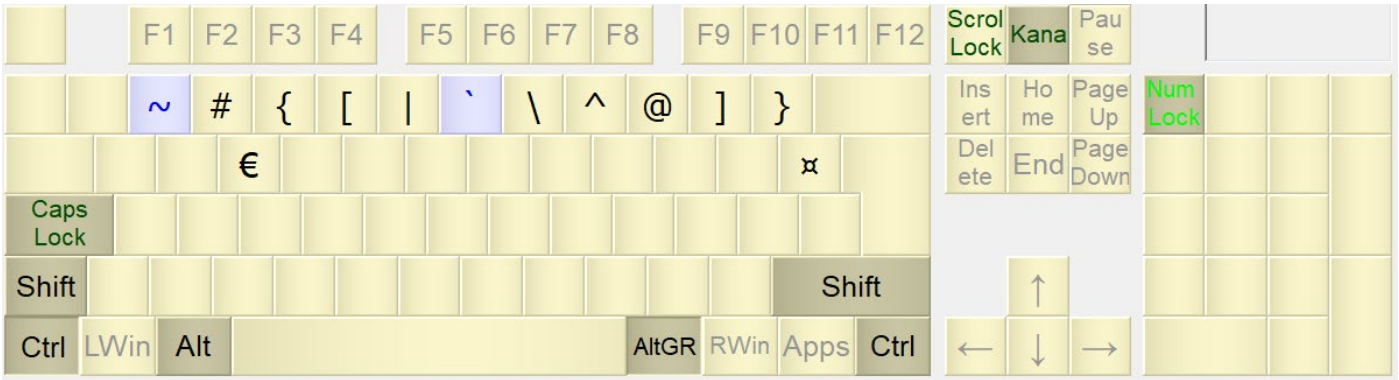 F1 F2 F3 F4 F5 F6 F7 F8 F9 F10 F11 F12 Scrol Lock Kana Pau se
~ # { [ | ` \ ^ @ ] } Ins ert Ho me Page Up Num Lock
€ ¤ Del ete End Page Down
Caps Lock
Shift Shift ↑
Ctrl LWin Alt AltGR RWin Apps Ctrl ← ↓ →